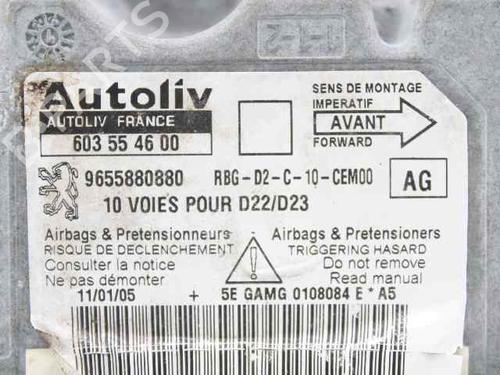 Autoliv
AUTOLIV FRANCE
603 55 46 00
SENS DE MONTAGE
IMPERATIF
AVANT
FORWARD
9655880880 RBG-D2-C-10-CEM00 AG
10 VOIES POUR D22/D23
Airbags & Pretensionneurs
RISQUE DE DECLENCHEMENT
Consulter la notice
Ne pas démonter
Airbags & Pretensioners
TRIGGERING HASARD
Do not remove
Read manual
11/01/05 + 5E GAMG 0108084 E * A5